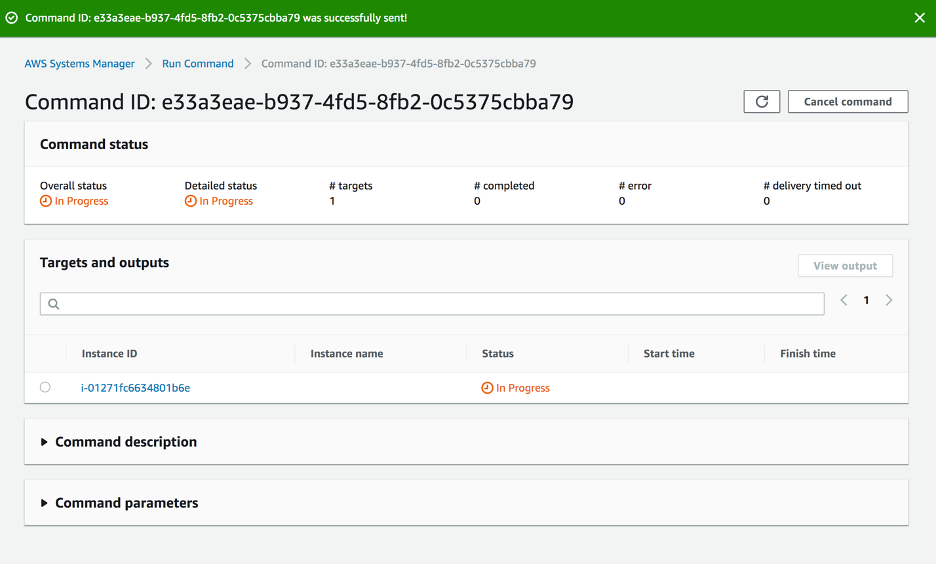 Command ID: e33a3eae-b937-4fd5-8fb2-0c5375cbba79 was successfully sent!
AWS Systems Manager > Run Command > Command ID: e33a3eae-b937-4fd5-8fb2-0c5375cbba79
Command ID: e33a3eae-b937-4fd5-8fb2-0c5375cbba79
Cancel command
Command status
Overall status Detailed status # targets # completed # error # delivery timed out
In Progress In Progress 1 0 0 0
Targets and outputs
View output
1
Instance ID Instance name Status Start time Finish time
i-01271fc6634801b6e In Progress
Command description
Command parameters